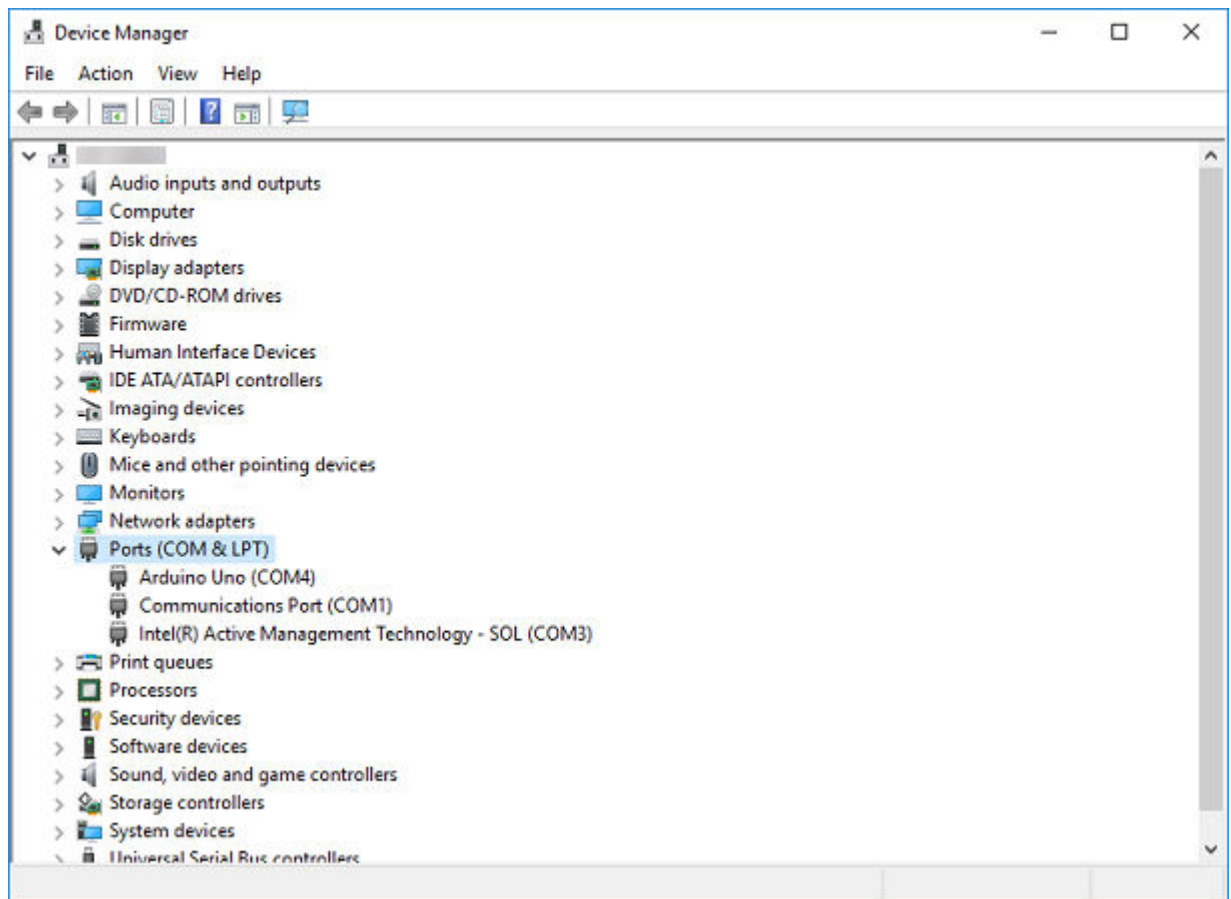 Device Manager
File Action View Help
Audio inputs and outputs
Computer
Disk drives
Display adapters
DVD/CD-ROM drives
Firmware
Human Interface Devices
IDE ATA/ATAPI controllers
Imaging devices
Keyboards
Mice and other pointing devices
Monitors
Network adapters
Ports (COM & LPT)
Arduino Uno (COM4)
Communications Port (COM1)
Intel(R) Active Management Technology - SOL (COM3)
Print queues
Processors
Security devices
Software devices
Sound, video and game controllers
Storage controllers
System devices
Universal Serial Bus controllers